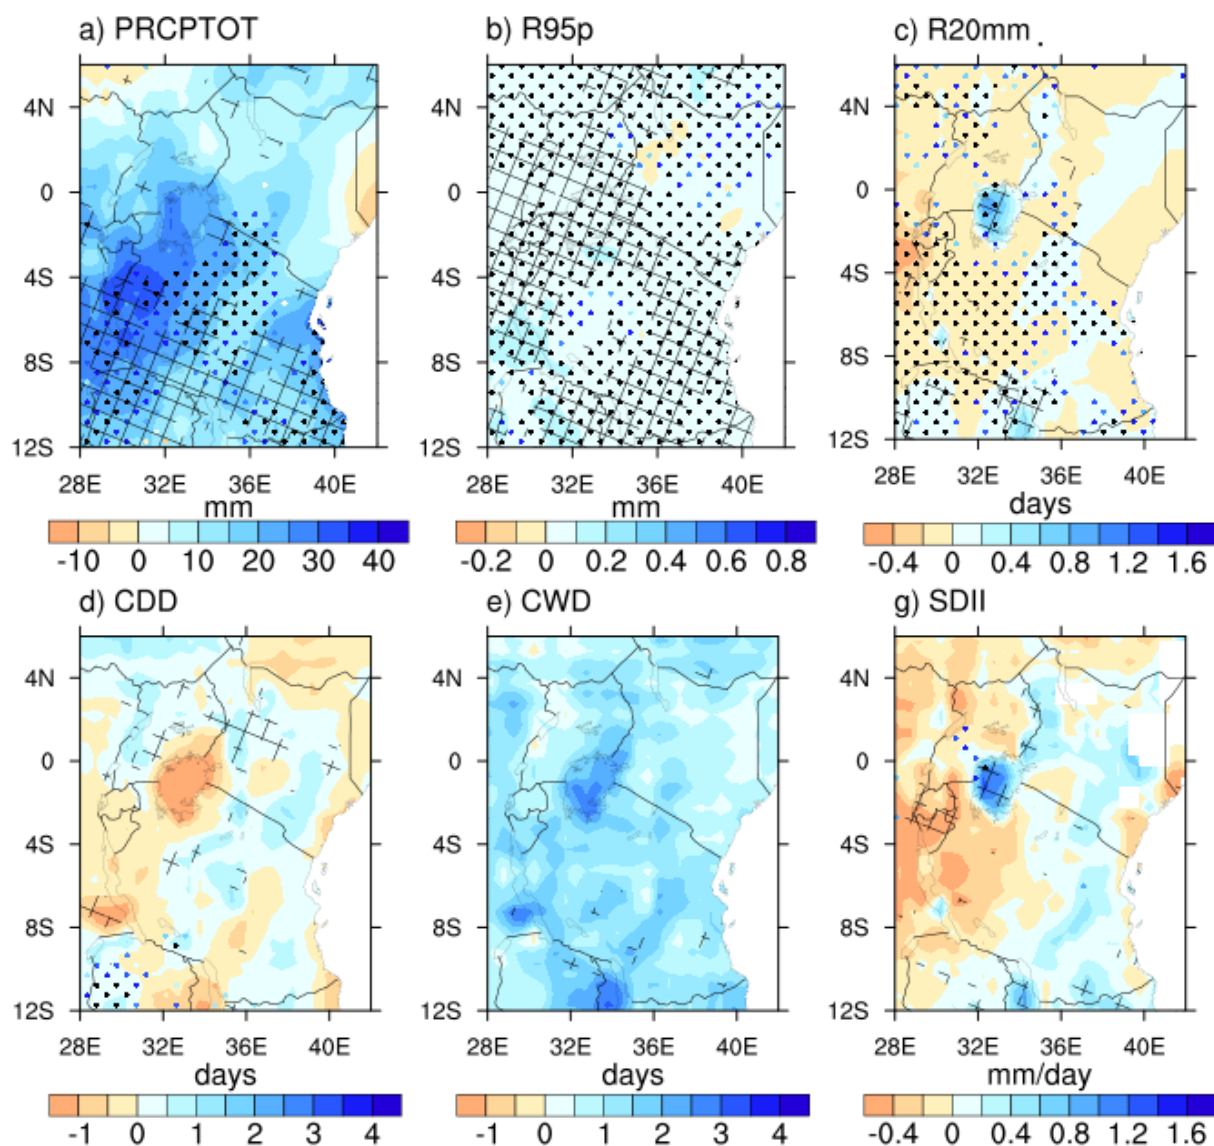 a) PRCPTOT
b) R95p
c) R20mm .
4N
0
4S
8S
12S
28E 32E 36E 40E
mm
-10 0 10 20 30 40
4N
0
4S
8S
12S
28E 32E 36E 40E
mm
-0.2 0 0.2 0.4 0.6 0.8
4N
0
4S
8S
12S
28E 32E 36E 40E
days
-0.4 0 0.4 0.8 1.2 1.6
d) CDD
e) CWD
g) SDII
4N
0
4S
8S
12S
28E 32E 36E 40E
days
-1 0 1 2 3 4
4N
0
4S
8S
12S
28E 32E 36E 40E
days
-1 0 1 2 3 4
4N
0
4S
8S
12S
28E 32E 36E 40E
mm/day
-0.4 0 0.4 0.8 1.2 1.6